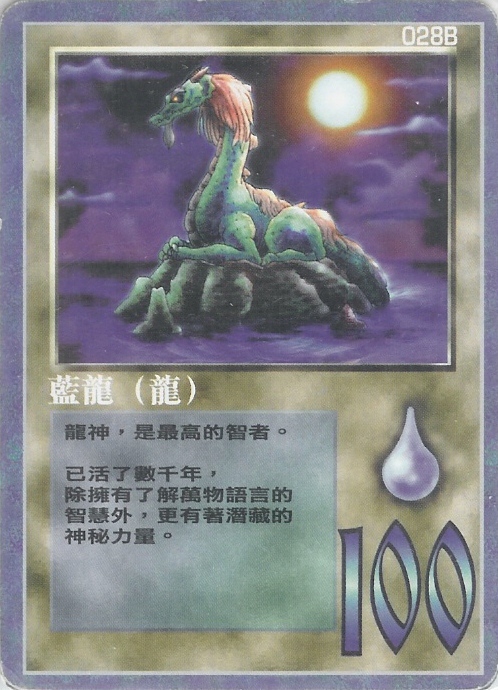 028B
藍龍（龍）
龍神，是最高的智者。
已活了數千年，
除擁有了解萬物語言的
智慧外，更有著潛藏的
神秘力量。
100